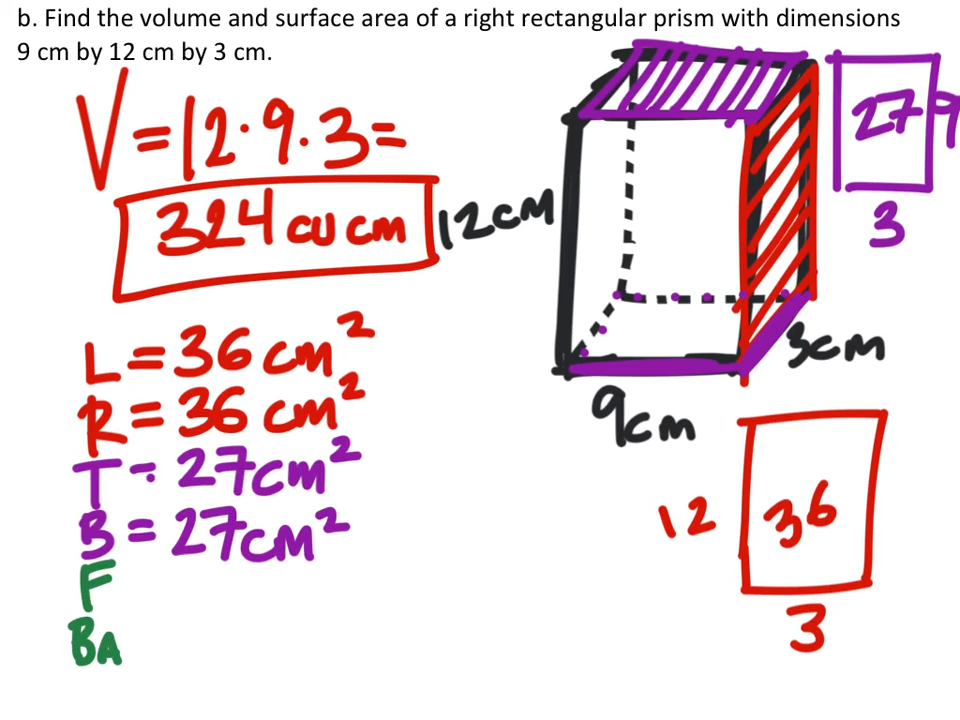 b. Find the volume and surface area of a right rectangular prism with dimensions
9 cm by 12 cm by 3 cm.
V=12·9·3=
324 cu cm
12cm
27 9
3
3cm
9cm
L=36cm²
R=36 cm²
T=27cm²
B=27cm²
F
BA
12 36
3